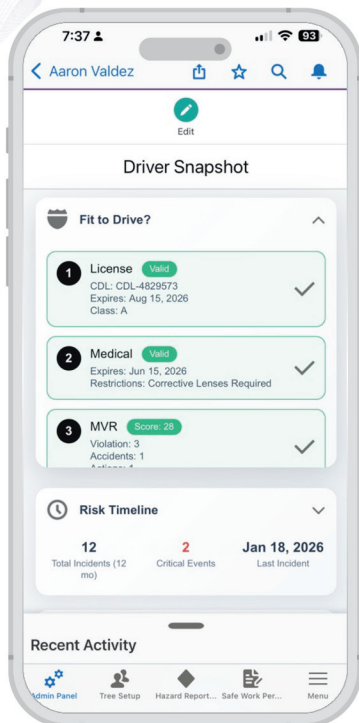 7:37
93
Aaron Valdez
Edit
Driver Snapshot
Fit to Drive?
1
License Valid
CDL: CDL-4829573
Expires: Aug 15, 2026
Class: A
2
Medical Valid
Expires: Jun 15, 2026
Restrictions: Corrective Lenses Required
3
MVR Score: 28
Violation: 3
Accidents: 1
Actions: 1
Risk Timeline
12 2 Jan 18, 2026
Total Incidents (12 Critical Events Last Incident
mo)
Recent Activity
Admin Panel Tree Setup Hazard Report... Safe Work Per... Menu